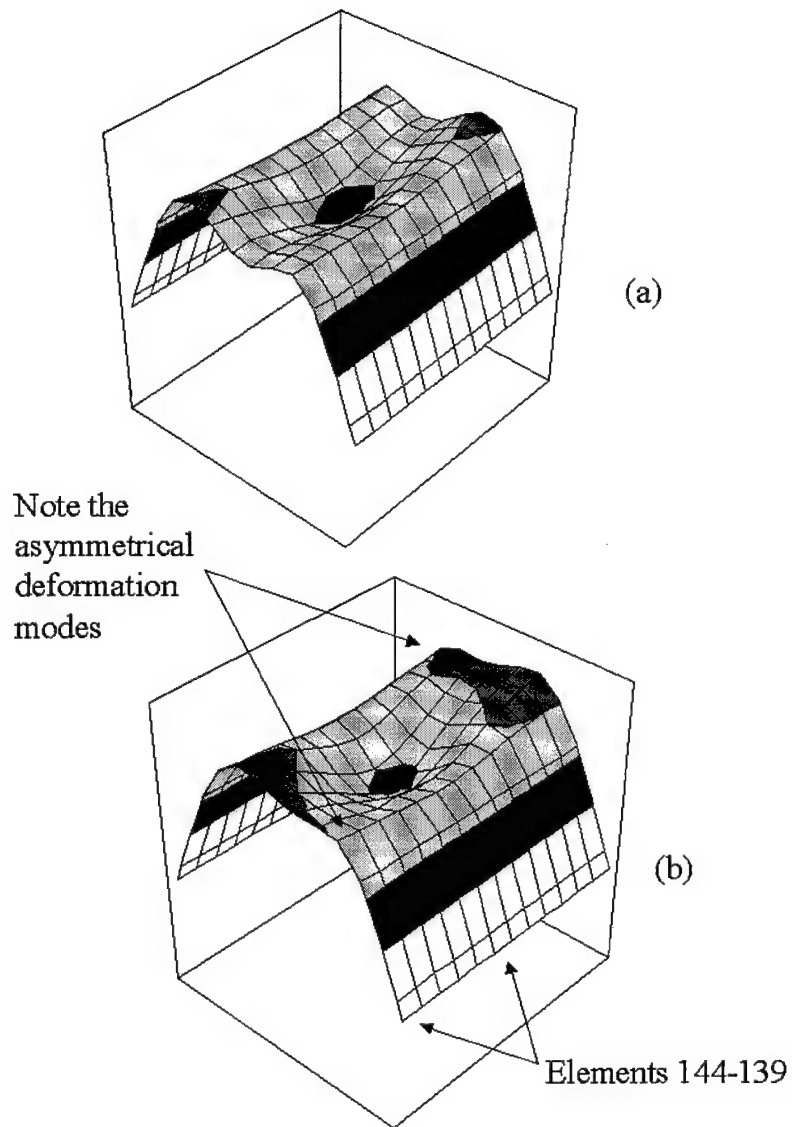 (a)
Note the
asymmetrical
deformation
modes
(b)
Elements 144-139